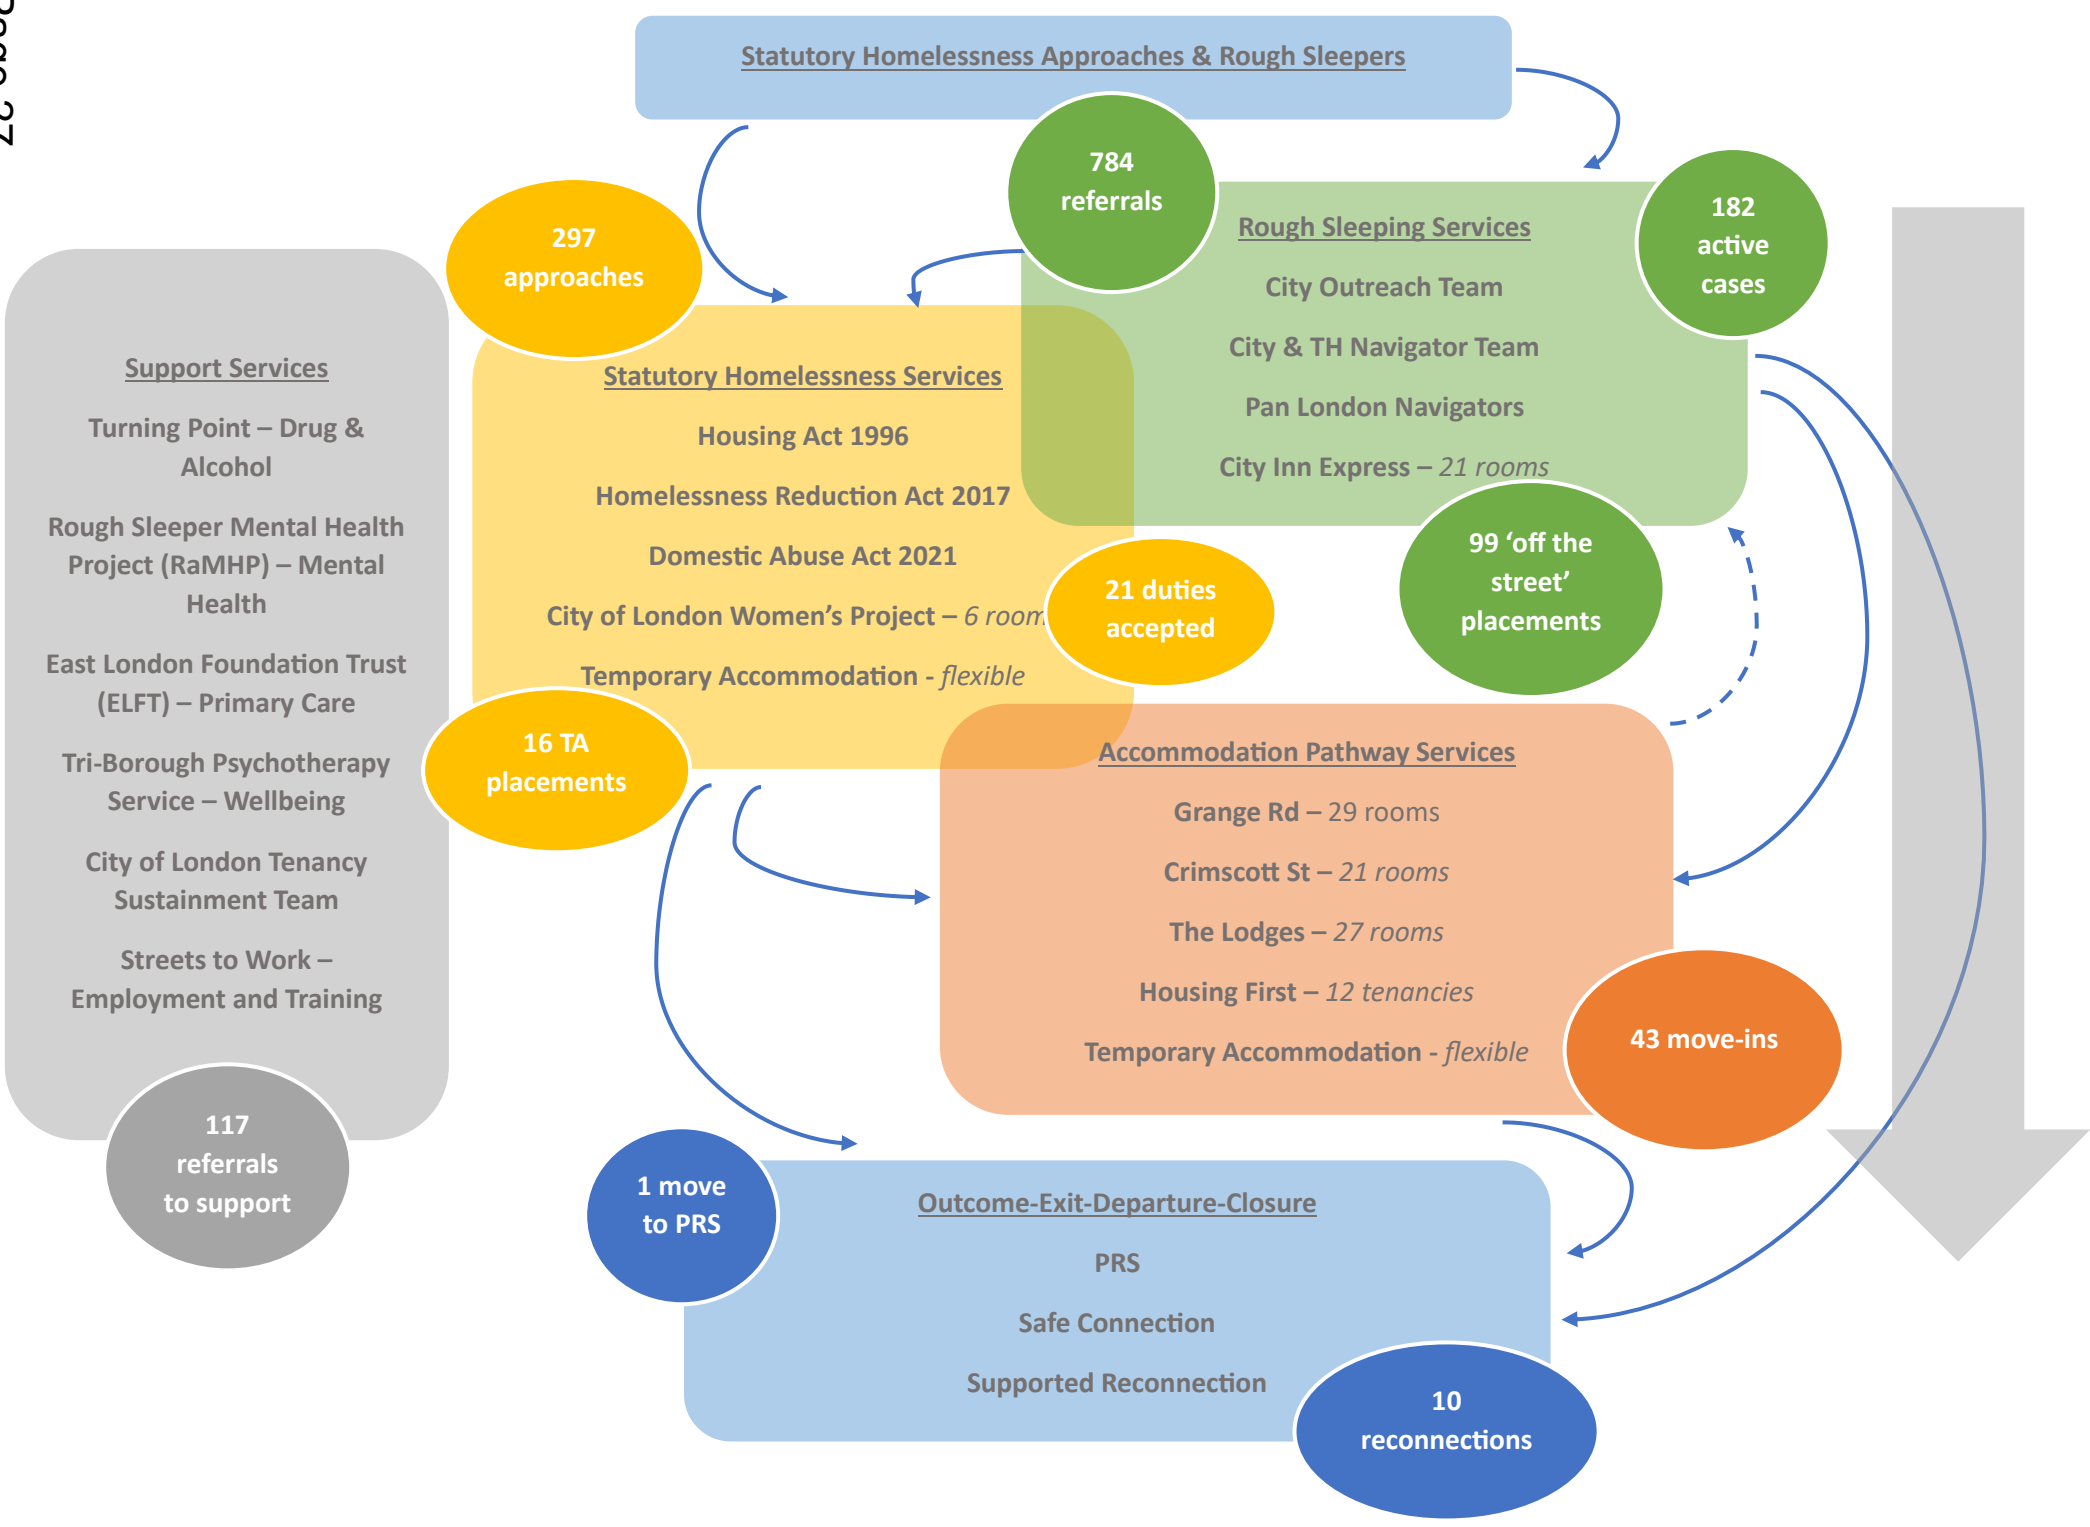 Statutory Homelessness Approaches & Rough Sleepers
784
referrals
182
active
cases
Rough Sleeping Services
City Outreach Team
City & TH Navigator Team
Pan London Navigators
City Inn Express – 21 rooms
99 ‘off the
street’
placements
297
approaches
Statutory Homelessness Services
Housing Act 1996
Homelessness Reduction Act 2017
Domestic Abuse Act 2021
City of London Women’s Project – 6 room
Temporary Accommodation - flexible
21 duties
accepted
16 TA
placements
Support Services
Turning Point – Drug &
Alcohol
Rough Sleeper Mental Health
Project (RaMHP) – Mental
Health
East London Foundation Trust
(ELFT) – Primary Care
Tri-Borough Psychotherapy
Service – Wellbeing
City of London Tenancy
Sustainment Team
Streets to Work –
Employment and Training
117
referrals
to support
Accommodation Pathway Services
Grange Rd – 29 rooms
Crimscott St – 21 rooms
The Lodges – 27 rooms
Housing First – 12 tenancies
Temporary Accommodation - flexible
43 move-ins
1 move
to PRS
Outcome-Exit-Departure-Closure
PRS
Safe Connection
Supported Reconnection
10
reconnections